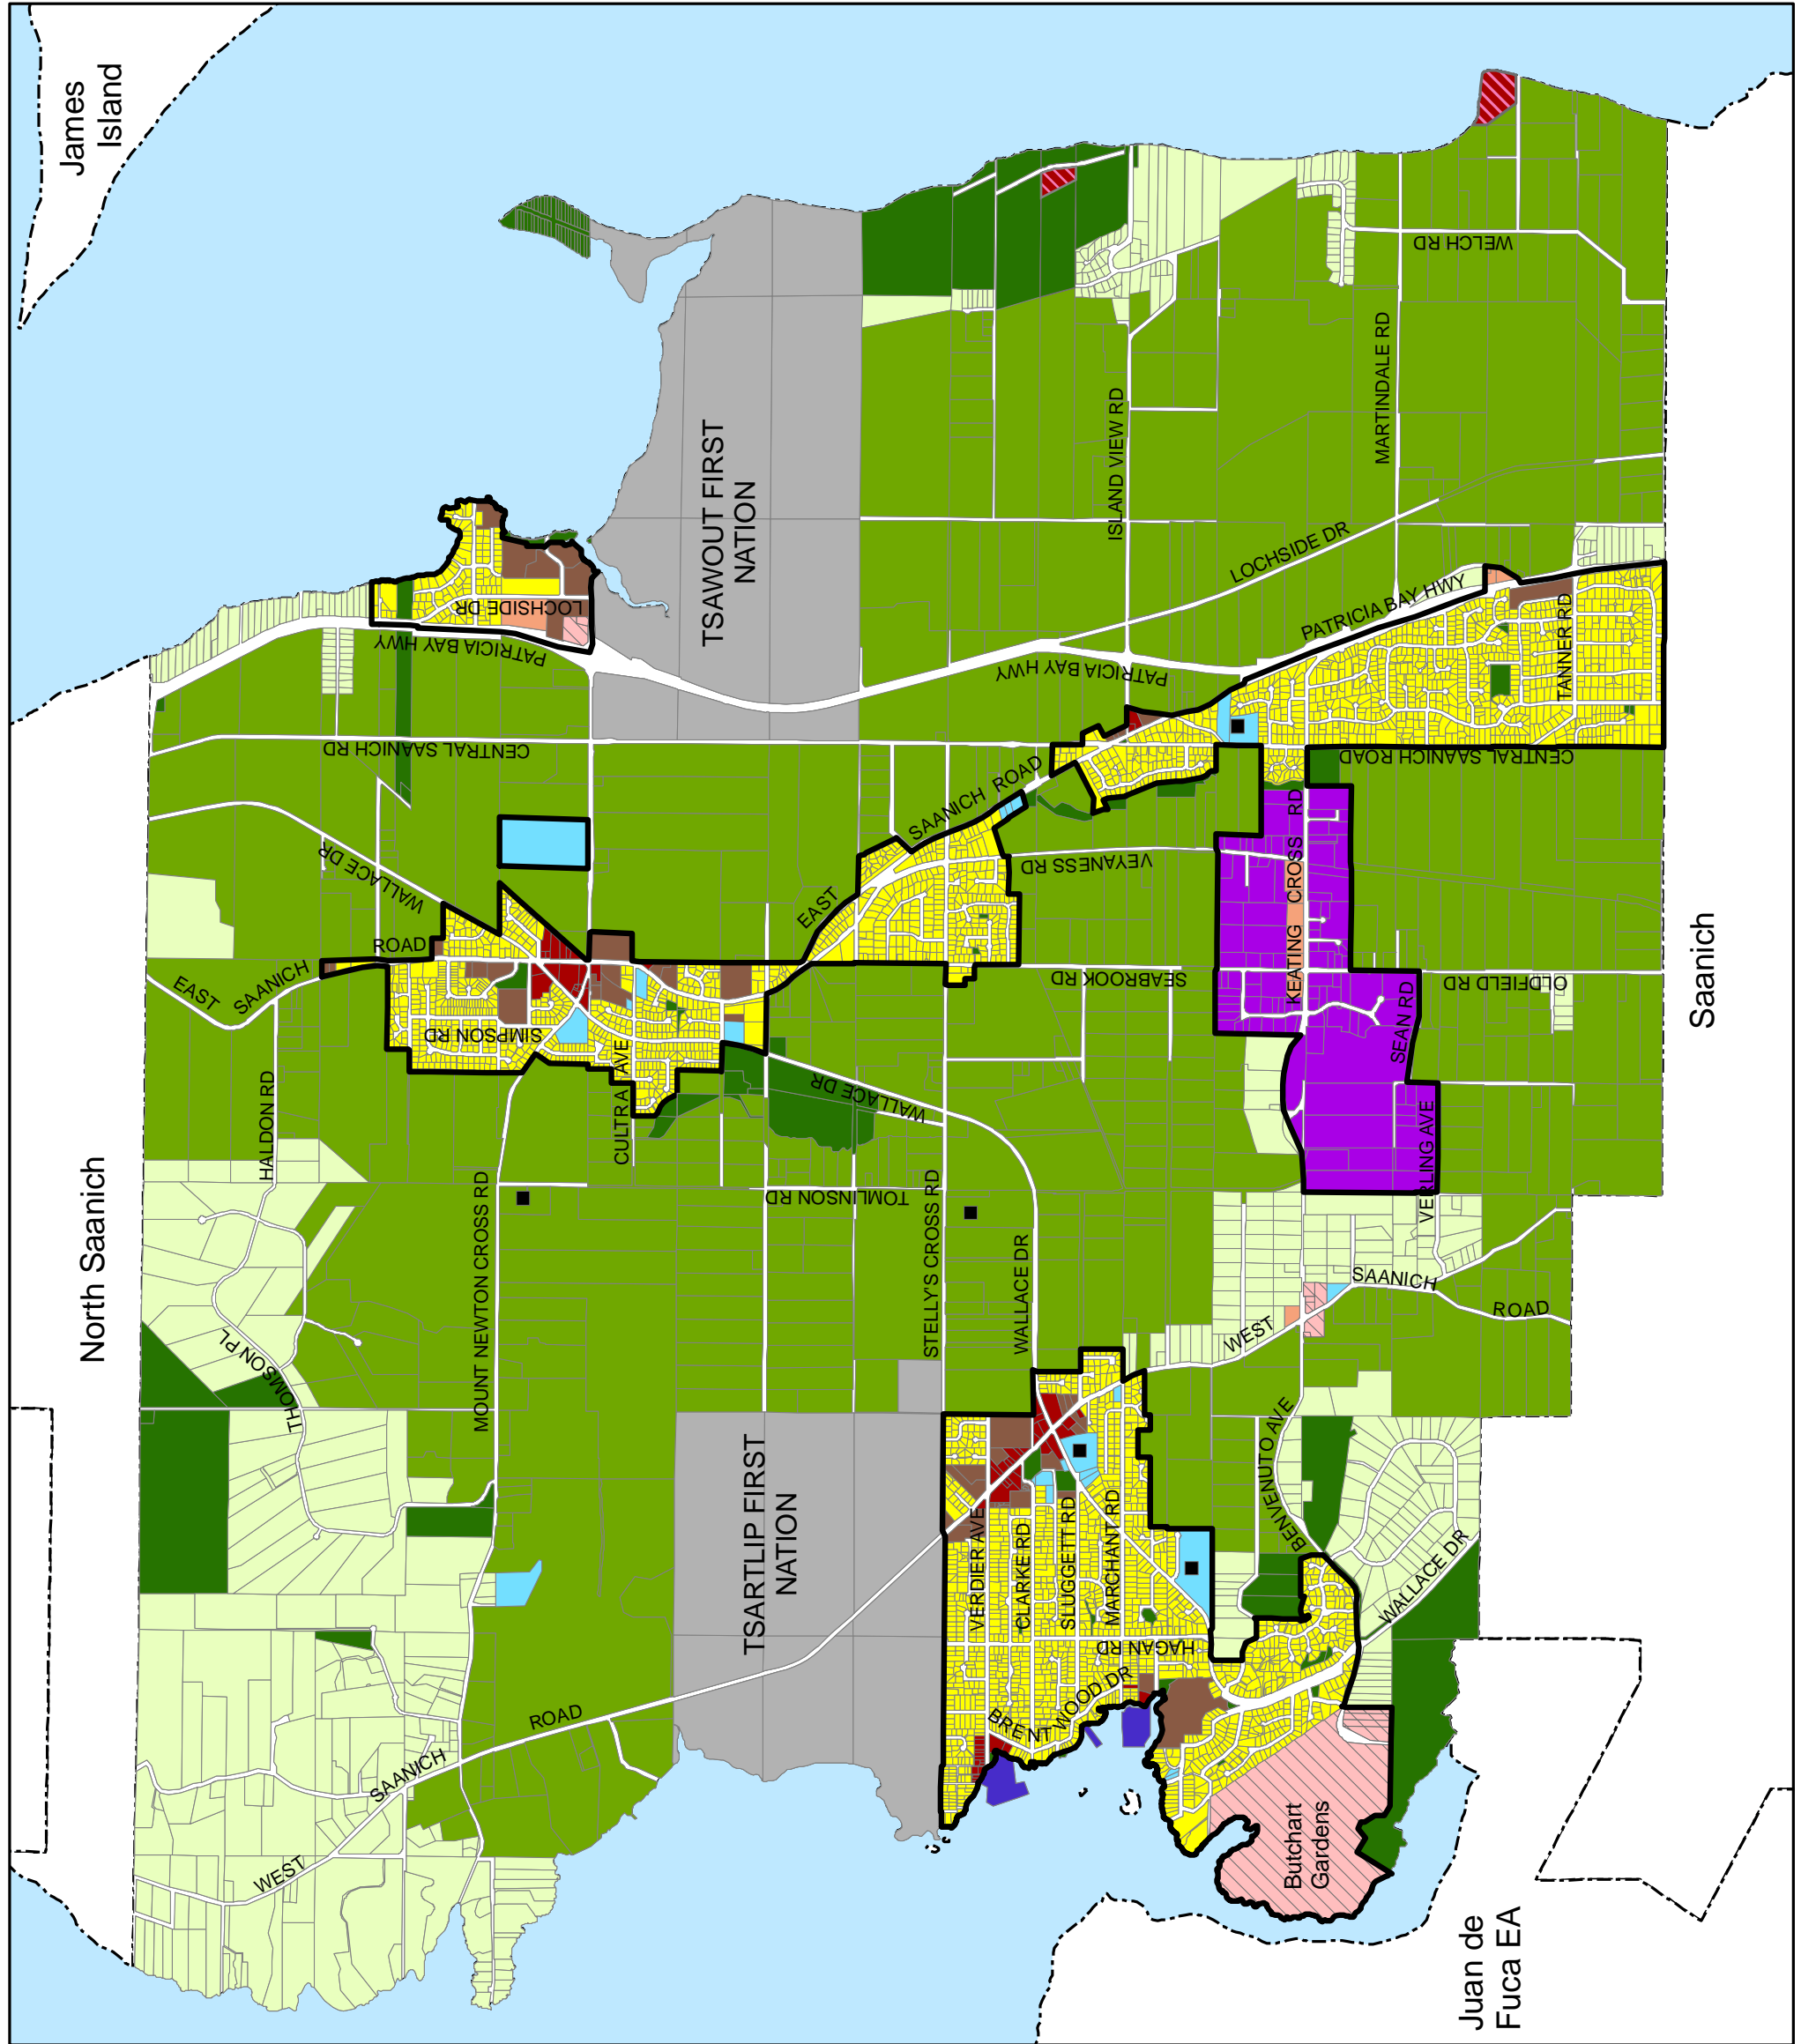 James
Island
WELCH RD
MARTINDALE RD
ISLAND VIEW RD
TSAWOUT FIRST
NATION
LOCHSIDE DR
LOCHSIDE DR
PATRICIA BAY HWY
PATRICIA BAY HWY
PATRICIA BAY HWY
TANNER RD
CENTRAL SAANICH RD
CENTRAL SAANICH ROAD
WALLACE DR
EAST
SAANICH
ROAD
EAST
SAANICH
ROAD
VEYANESS RD
KEATING CROSS RD
SEABROOK RD
OLDFIELD RD
SIMPSON RD
SEAN RD
CULTRA AVE
HALDON RD
WALLACE DR
VERLING AVE
TOMLINSON RD
STELLY'S CROSS RD
MOUNT NEWTON CROSS RD
WALLACE DR
North Saanich
Saanich
THOMSON PL
WEST
SAANICH
ROAD
BENVENUTO AVE
TSARTLIP FIRST
NATION
VERDIER AVE
CLARKE RD
SLUGGETT RD
MARCHANT RD
HAGAN RD
WALLACE DR
BRENTWOOD DR
WEST
SAANICH
ROAD
Butchart
Gardens
Juan de
Fuca EA